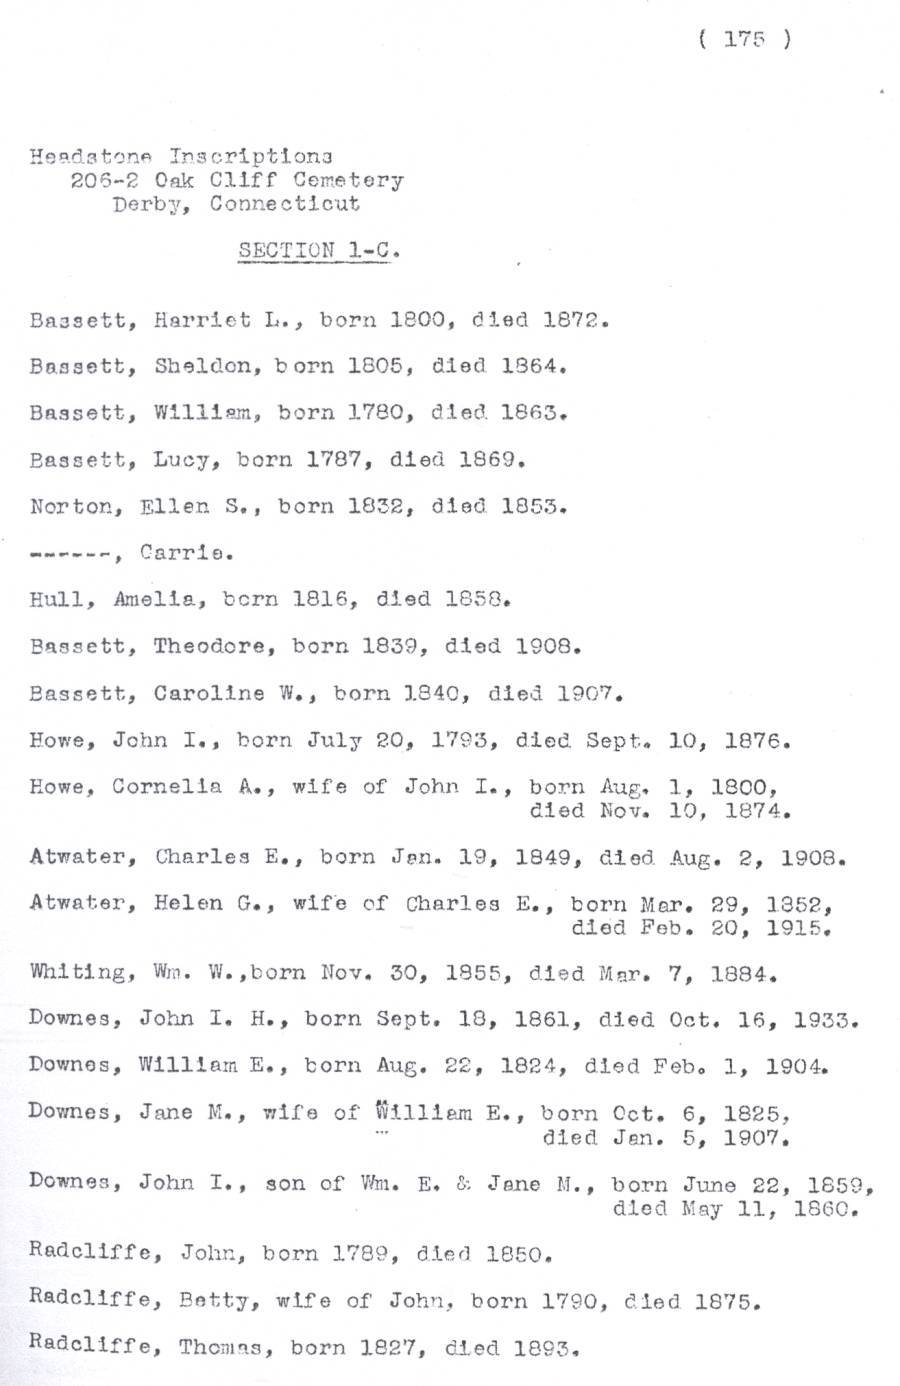 ( 175 )
Headstone Inscriptions
206-2 Oak Cliff Cemetery
Derby, Connecticut
SECTION 1-C.
Bassett, Harriet L., born 1800, died 1872.
Bassett, Sheldon, born 1805, died 1864.
Bassett, William, born 1780, died 1863.
Bassett, Lucy, born 1787, died 1869.
Norton, Ellen S., born 1832, died 1853.
------, Carrie.
Hull, Amelia, born 1816, died 1858.
Bassett, Theodore, born 1839, died 1908.
Bassett, Caroline W., born 1840, died 1907.
Howe, John I., born July 20, 1793, died Sept. 10, 1876.
Howe, Cornelia A., wife of John I., born Aug. 1, 1800,
died Nov. 10, 1874.
Atwater, Charles E., born Jan. 19, 1849, died Aug. 2, 1908.
Atwater, Helen G., wife of Charles E., born Mar. 29, 1852,
died Feb. 20, 1915.
Whiting, Wm. W.,born Nov. 30, 1855, died Mar. 7, 1884.
Downes, John I. H., born Sept. 18, 1861, died Oct. 16, 1933.
Downes, William E., born Aug. 22, 1824, died Feb. 1, 1904.
Downes, Jane M., wife of William E., born Oct. 6, 1825,
died Jan. 5, 1907.
Downes, John I., son of Wm. E. & Jane M., born June 22, 1859,
died May 11, 1860.
Radcliffe, John, born 1789, died 1850.
Radcliffe, Betty, wife of John, born 1790, died 1875.
Radcliffe, Thomas, born 1827, died 1893.